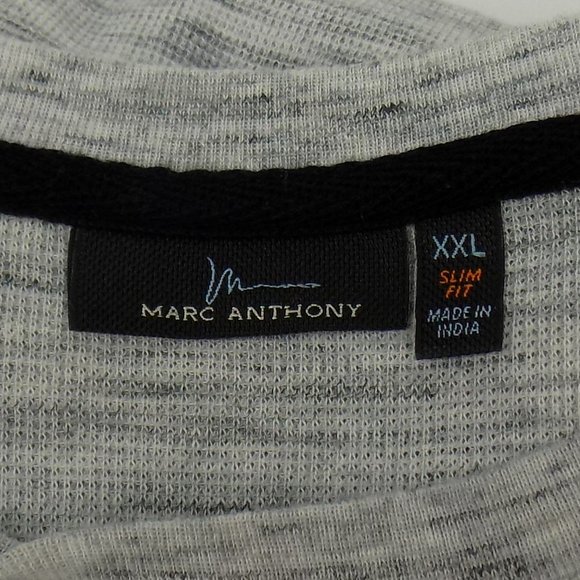 MARC ANTHONY
XXL
SLIM
FIT
MADE IN
INDIA